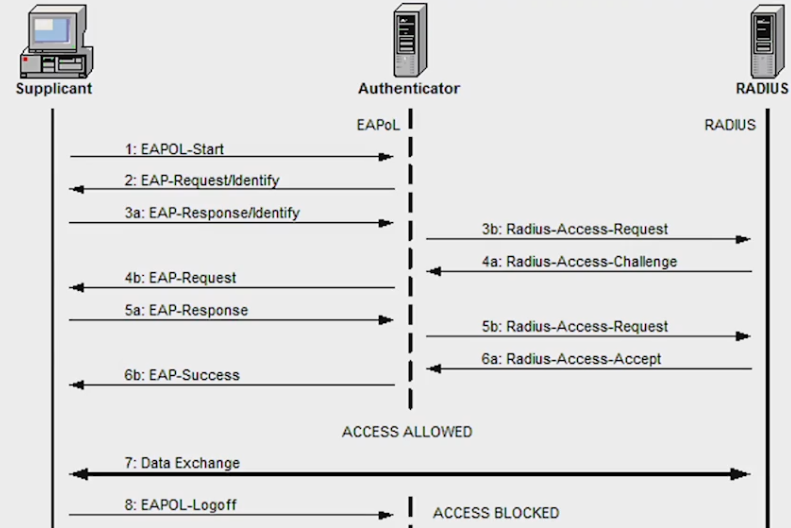 Supplicant
Authenticator
RADIUS
EAPoL
RADIUS
1: EAPOL-Start
2: EAP-Request/Identify
3a: EAP-Response/Identify
3b: Radius-Access-Request
4a: Radius-Access-Challenge
4b: EAP-Request
5a: EAP-Response
5b: Radius-Access-Request
6a: Radius-Access-Accept
6b: EAP-Success
ACCESS ALLOWED
7: Data Exchange
8: EAPOL-Logoff
ACCESS BLOCKED